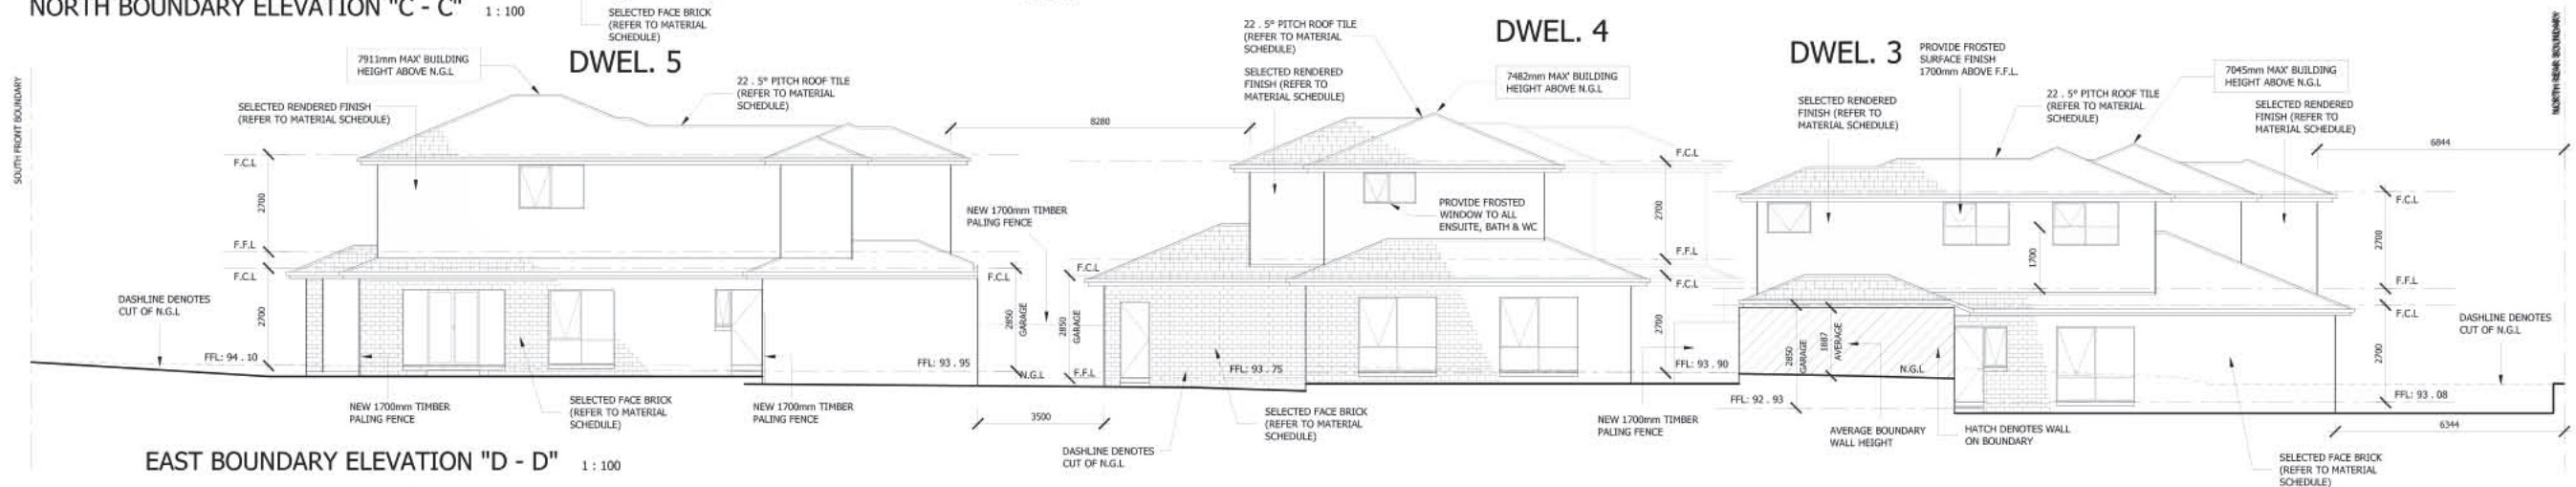 NORTH BOUNDARY ELEVATION "C - C" 1 : 100
SELECTED FACE BRICK
(REFER TO MATERIAL
SCHEDULE)
SOUTH FRONT BOUNDARY
7911mm MAX' BUILDING
HEIGHT ABOVE N.G.L
DWEL. 5
22 . 5° PITCH ROOF TILE
(REFER TO MATERIAL
SCHEDULE)
SELECTED RENDERED FINISH
(REFER TO MATERIAL SCHEDULE)
F.C.L
2700
F.F.L
F.C.L
2700
DASHLINE DENOTES
CUT OF N.G.L
FFL: 94 . 10
NEW 1700mm TIMBER
PALING FENCE
SELECTED FACE BRICK
(REFER TO MATERIAL
SCHEDULE)
NEW 1700mm TIMBER
PALING FENCE
FFL: 93 . 95
8280
NEW 1700mm TIMBER
PALING FENCE
F.C.L
2850
GARAGE
N.G.L
3500
22 . 5° PITCH ROOF TILE
(REFER TO MATERIAL
SCHEDULE)
SELECTED RENDERED
FINISH (REFER TO
MATERIAL SCHEDULE)
DWEL. 4
7482mm MAX' BUILDING
HEIGHT ABOVE N.G.L
F.C.L
2850
GARAGE
F.F.L
PROVIDE FROSTED
WINDOW TO ALL
ENSUITE, BATH & WC
FFL: 93 . 75
DASHLINE DENOTES
CUT OF N.G.L
SELECTED FACE BRICK
(REFER TO MATERIAL
SCHEDULE)
F.C.L
2700
F.F.L
F.C.L
2700
FFL: 93 . 90
NEW 1700mm TIMBER
PALING FENCE
DWEL. 3
PROVIDE FROSTED
SURFACE FINISH
1700mm ABOVE F.F.L.
SELECTED RENDERED
FINISH (REFER TO
MATERIAL SCHEDULE)
22 . 5° PITCH ROOF TILE
(REFER TO MATERIAL
SCHEDULE)
7045mm MAX' BUILDING
HEIGHT ABOVE N.G.L
SELECTED RENDERED
FINISH (REFER TO
MATERIAL SCHEDULE)
6844
1700
2850
GARAGE
1887
AVERAGE
N.G.L
FFL: 92 . 93
AVERAGE BOUNDARY
WALL HEIGHT
HATCH DENOTES WALL
ON BOUNDARY
F.C.L
2700
F.F.L
F.C.L
2700
FFL: 93 . 08
DASHLINE DENOTES
CUT OF N.G.L
6344
SELECTED FACE BRICK
(REFER TO MATERIAL
SCHEDULE)
EAST BOUNDARY ELEVATION "D - D" 1 : 100